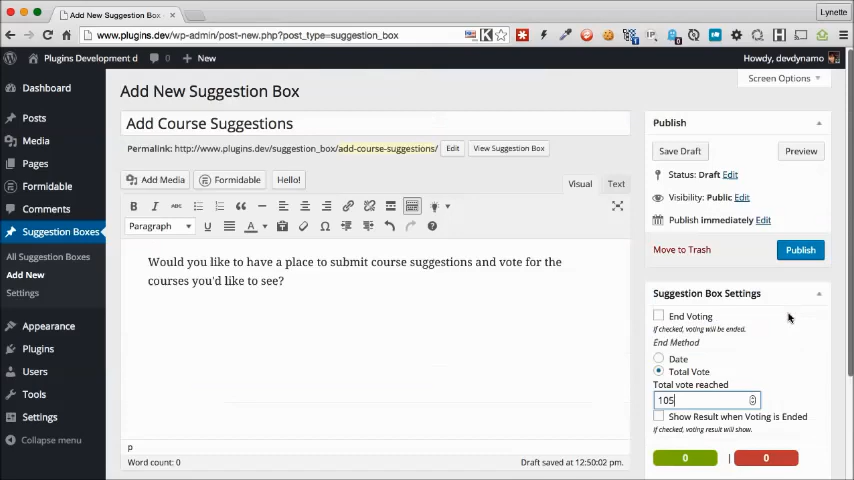 Add New Suggestion Box
Lynette
www.plugins.dev/wp-admin/post-new.php?post_type=suggestion_box
Plugins Development d
0
New
Howdy, devdynamo
Screen Options
Dashboard
Posts
Media
Pages
Formidable
Comments
Suggestion Boxes
All Suggestion Boxes
Add New
Settings
Appearance
Plugins
Users
Tools
Settings
Collapse menu
Add New Suggestion Box
Add Course Suggestions
Permalink: http://www.plugins.dev/suggestion_box/add-course-suggestions/ Edit View Suggestion Box
Add Media Formidable Hello!
Visual Text
B I ABC
Paragraph U A
Would you like to have a place to submit course suggestions and vote for the
courses you'd like to see?
p
Word count: 0 Draft saved at 12:50:02 pm.
Publish
Save Draft Preview
Status: Draft Edit
Visibility: Public Edit
Publish immediately Edit
Move to Trash Publish
Suggestion Box Settings
End Voting
If checked, voting will be ended.
End Method
Date
Total Vote
Total vote reached
105
Show Result when Voting is Ended
If checked, voting result will show.
0 | 0